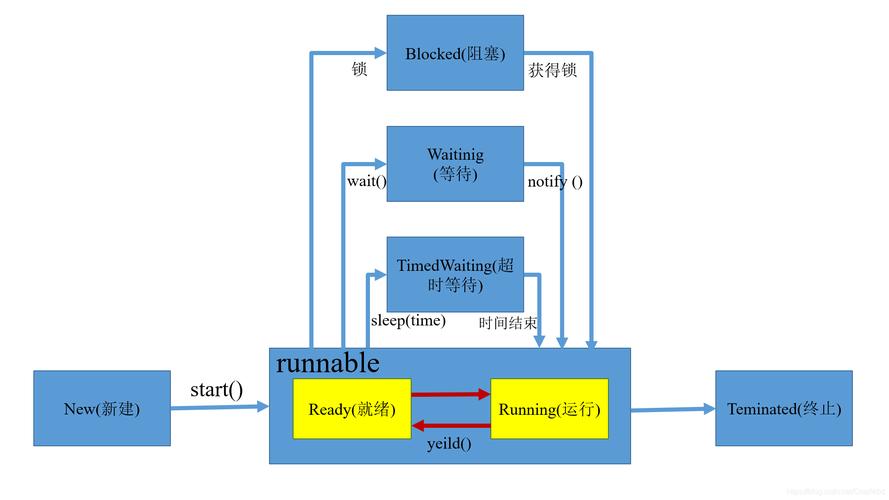 Blocked(阻塞)
锁
获得锁
Waitinig
(等待)
wait()
notify ()
TimedWaiting(超
时等待)
sleep(time)
时间结束
runnable
New(新建)
start()
Ready(就绪)
Running(运行)
yeild()
Teminated(终止)